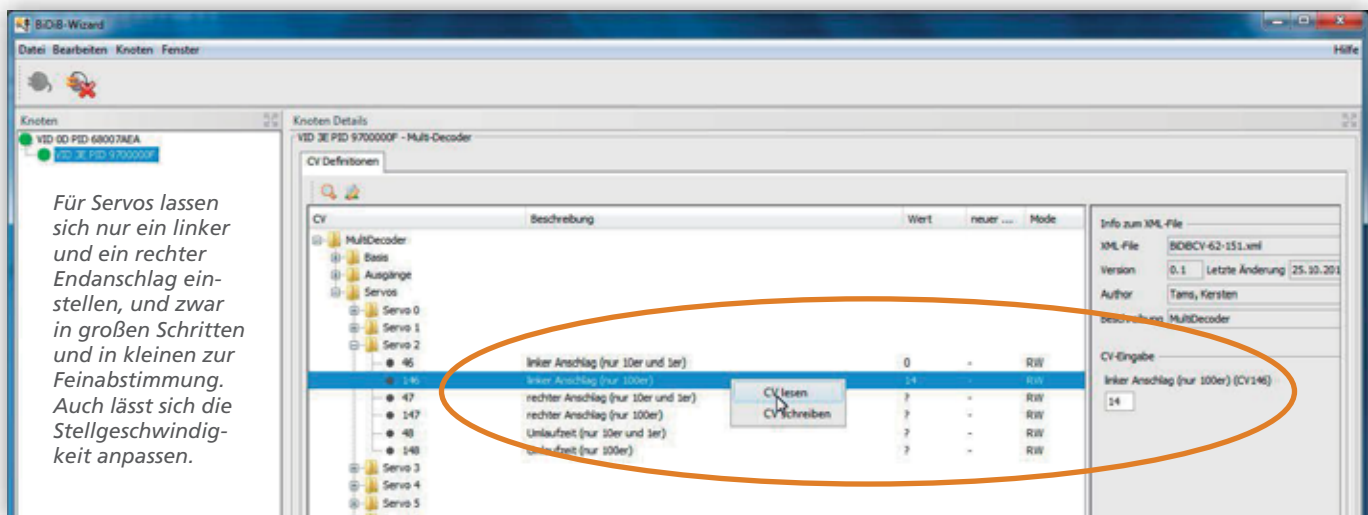 BiDiB-Wizard
Datei Bearbeiten Knoten Fenster
Hilfe
Knoten
VID 0D PID 68007AEA
VID 3E PID 9700000F
Für Servos lassen
sich nur ein linker
und ein rechter
Endanschlag ein-
stellen, und zwar
in großen Schritten
und in kleinen zur
Feinabstimmung.
Auch lässt sich die
Stellgeschwindig-
keit anpassen.
Knoten Details
VID 3E PID 9700000F - Multi-Decoder
CV Definitionen
CV Beschreibung Wert neuer ... Mode
MultiDecoder
Basis
Ausgänge
Servos
Servo 0
Servo 1
Servo 2
46 linker Anschlag (nur 10er und 1er) 0 - RW
146 linker Anschlag (nur 100er) 14 - RW
47 rechter Anschlag (nur 10er und 1er) ? - RW
147 rechter Anschlag (nur 100er) ? - RW
48 Umlaufzeit (nur 10er und 1er) ? - RW
148 Umlaufzeit (nur 100er) ? - RW
Servo 3
Servo 4
Servo 5
CV lesen
CV schreiben
Info zum XML-File
XML-File BiDiBCV-62-151.xml
Version 0.1 Letzte Änderung 25.10.201
Author Tams, Kersten
Beschreibung MultiDecoder
CV-Eingabe
linker Anschlag (nur 100er) (CV146)
14